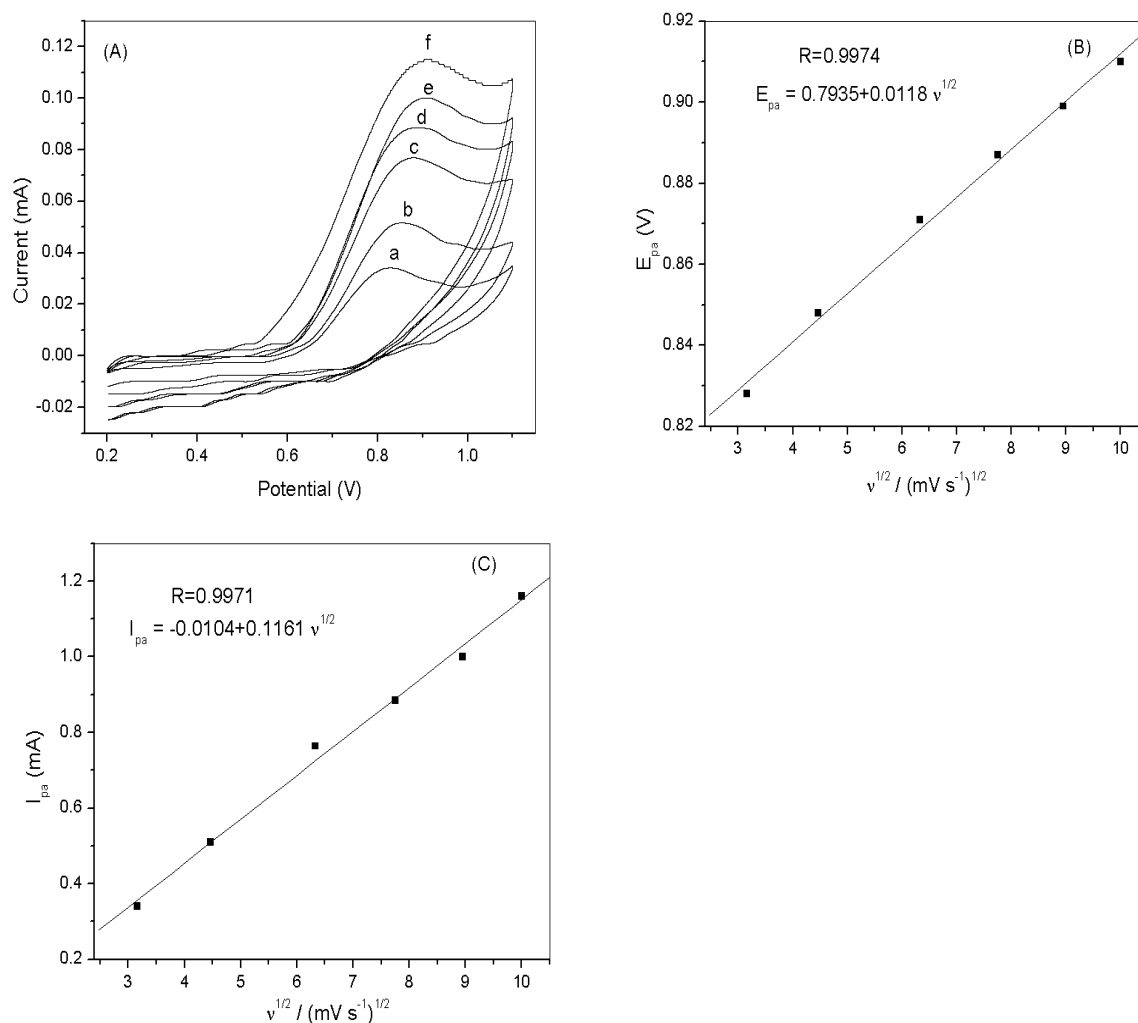 (A)
f
e
d
c
b
a
0.12
0.10
0.08
0.06
0.04
0.02
0.00
-0.02
Current (mA)
0.2 0.4 0.6 0.8 1.0
Potential (V)
(B)
R=0.9974
E_pa = 0.7935+0.0118 ν^1/2
0.92
0.90
0.88
0.86
0.84
0.82
E_pa (V)
3 4 5 6 7 8 9 10
ν^1/2 / (mV s^-1)^1/2
(C)
R=0.9971
I_pa = -0.0104+0.1161 ν^1/2
1.2
1.0
0.8
0.6
0.4
0.2
I_pa (mA)
3 4 5 6 7 8 9 10
ν^1/2 / (mV s^-1)^1/2